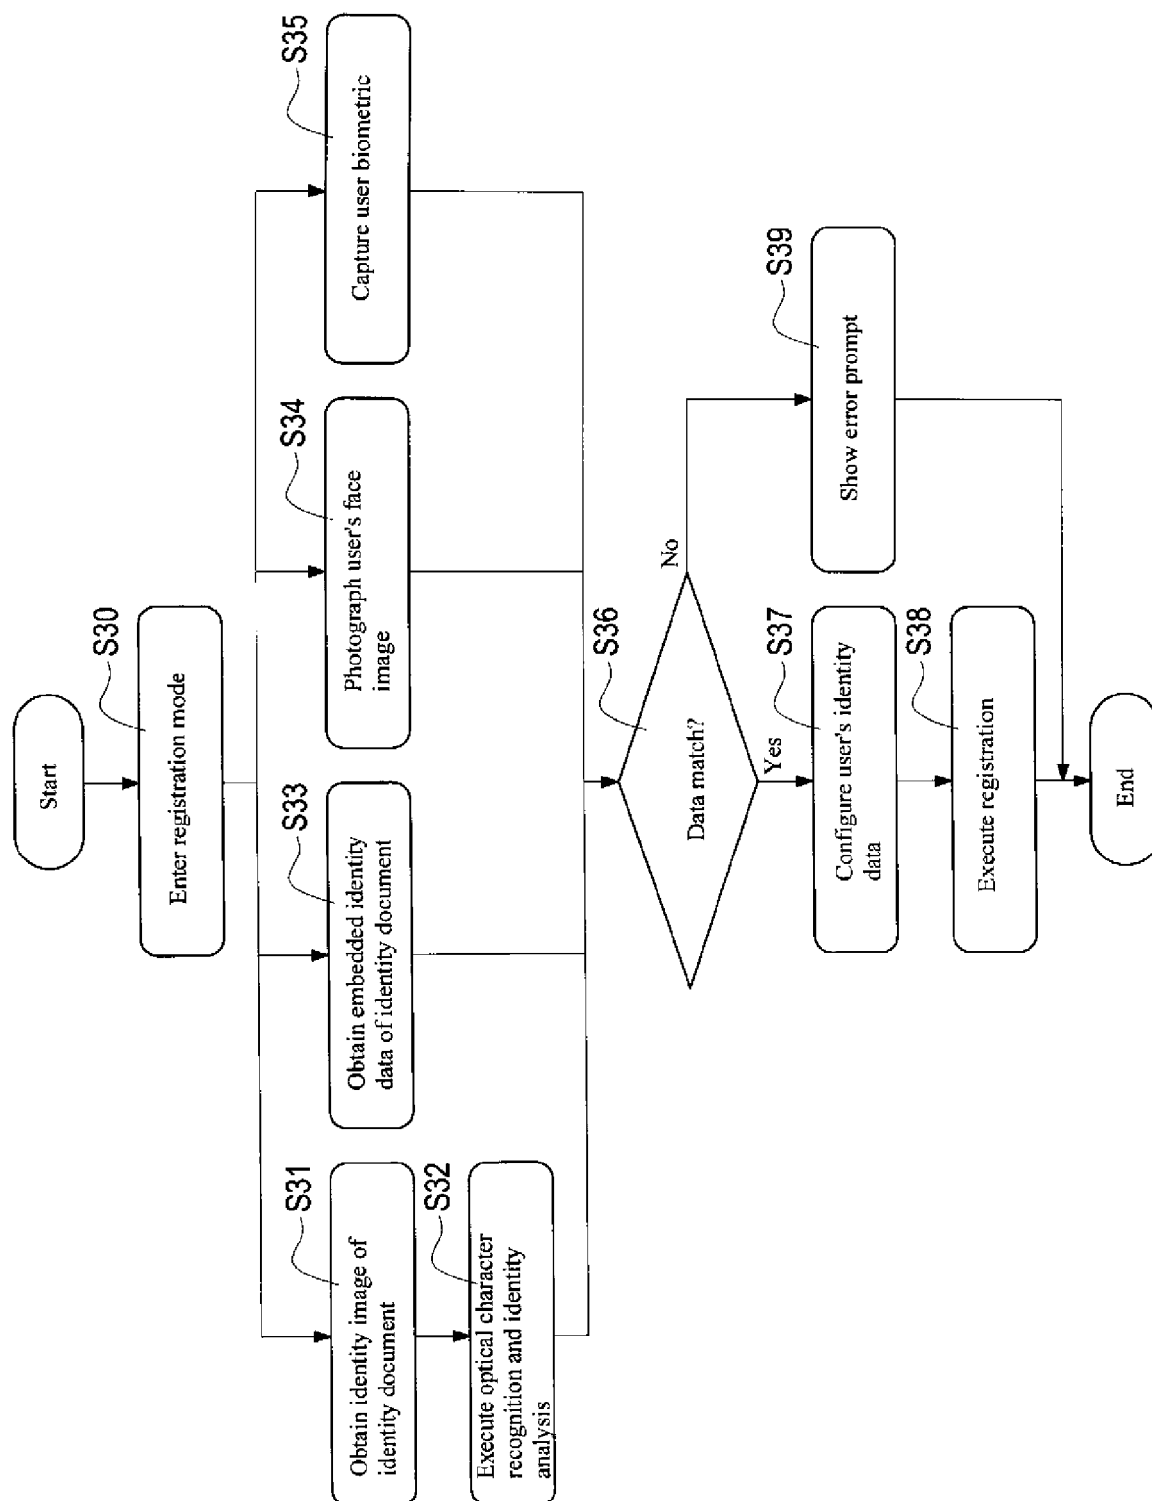 Start
S30
Enter registration mode
S31
Obtain identity image of
identity document
S32
Execute optical character
recognition and identity
analysis
S33
Obtain embedded identity
data of identity document
S34
Photograph user's face
image
S35
Capture user biometric
S36
Data match?
Yes
No
S37
Configure user's identity
data
S38
Execute registration
S39
Show error prompt
End